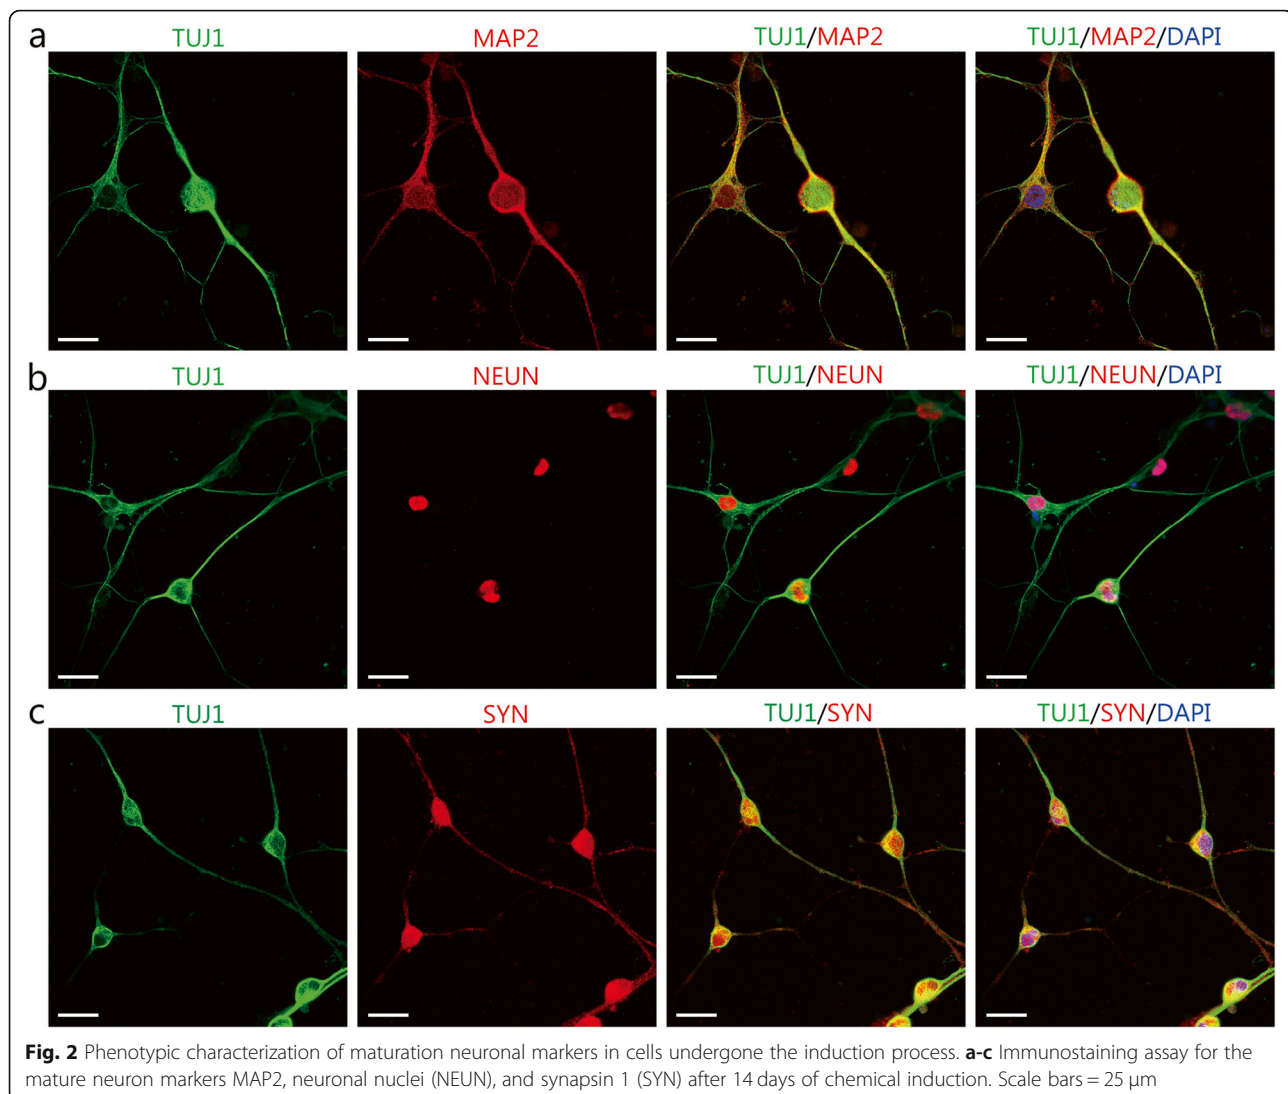 a
TUJ1 MAP2 TUJ1/MAP2 TUJ1/MAP2/DAPI
b
TUJ1 NEUN TUJ1/NEUN TUJ1/NEUN/DAPI
c
TUJ1 SYN TUJ1/SYN TUJ1/SYN/DAPI
Fig. 2 Phenotypic characterization of maturation neuronal markers in cells undergone the induction process. a-c Immunostaining assay for the
mature neuron markers MAP2, neuronal nuclei (NEUN), and synapsin 1 (SYN) after 14 days of chemical induction. Scale bars = 25 μm